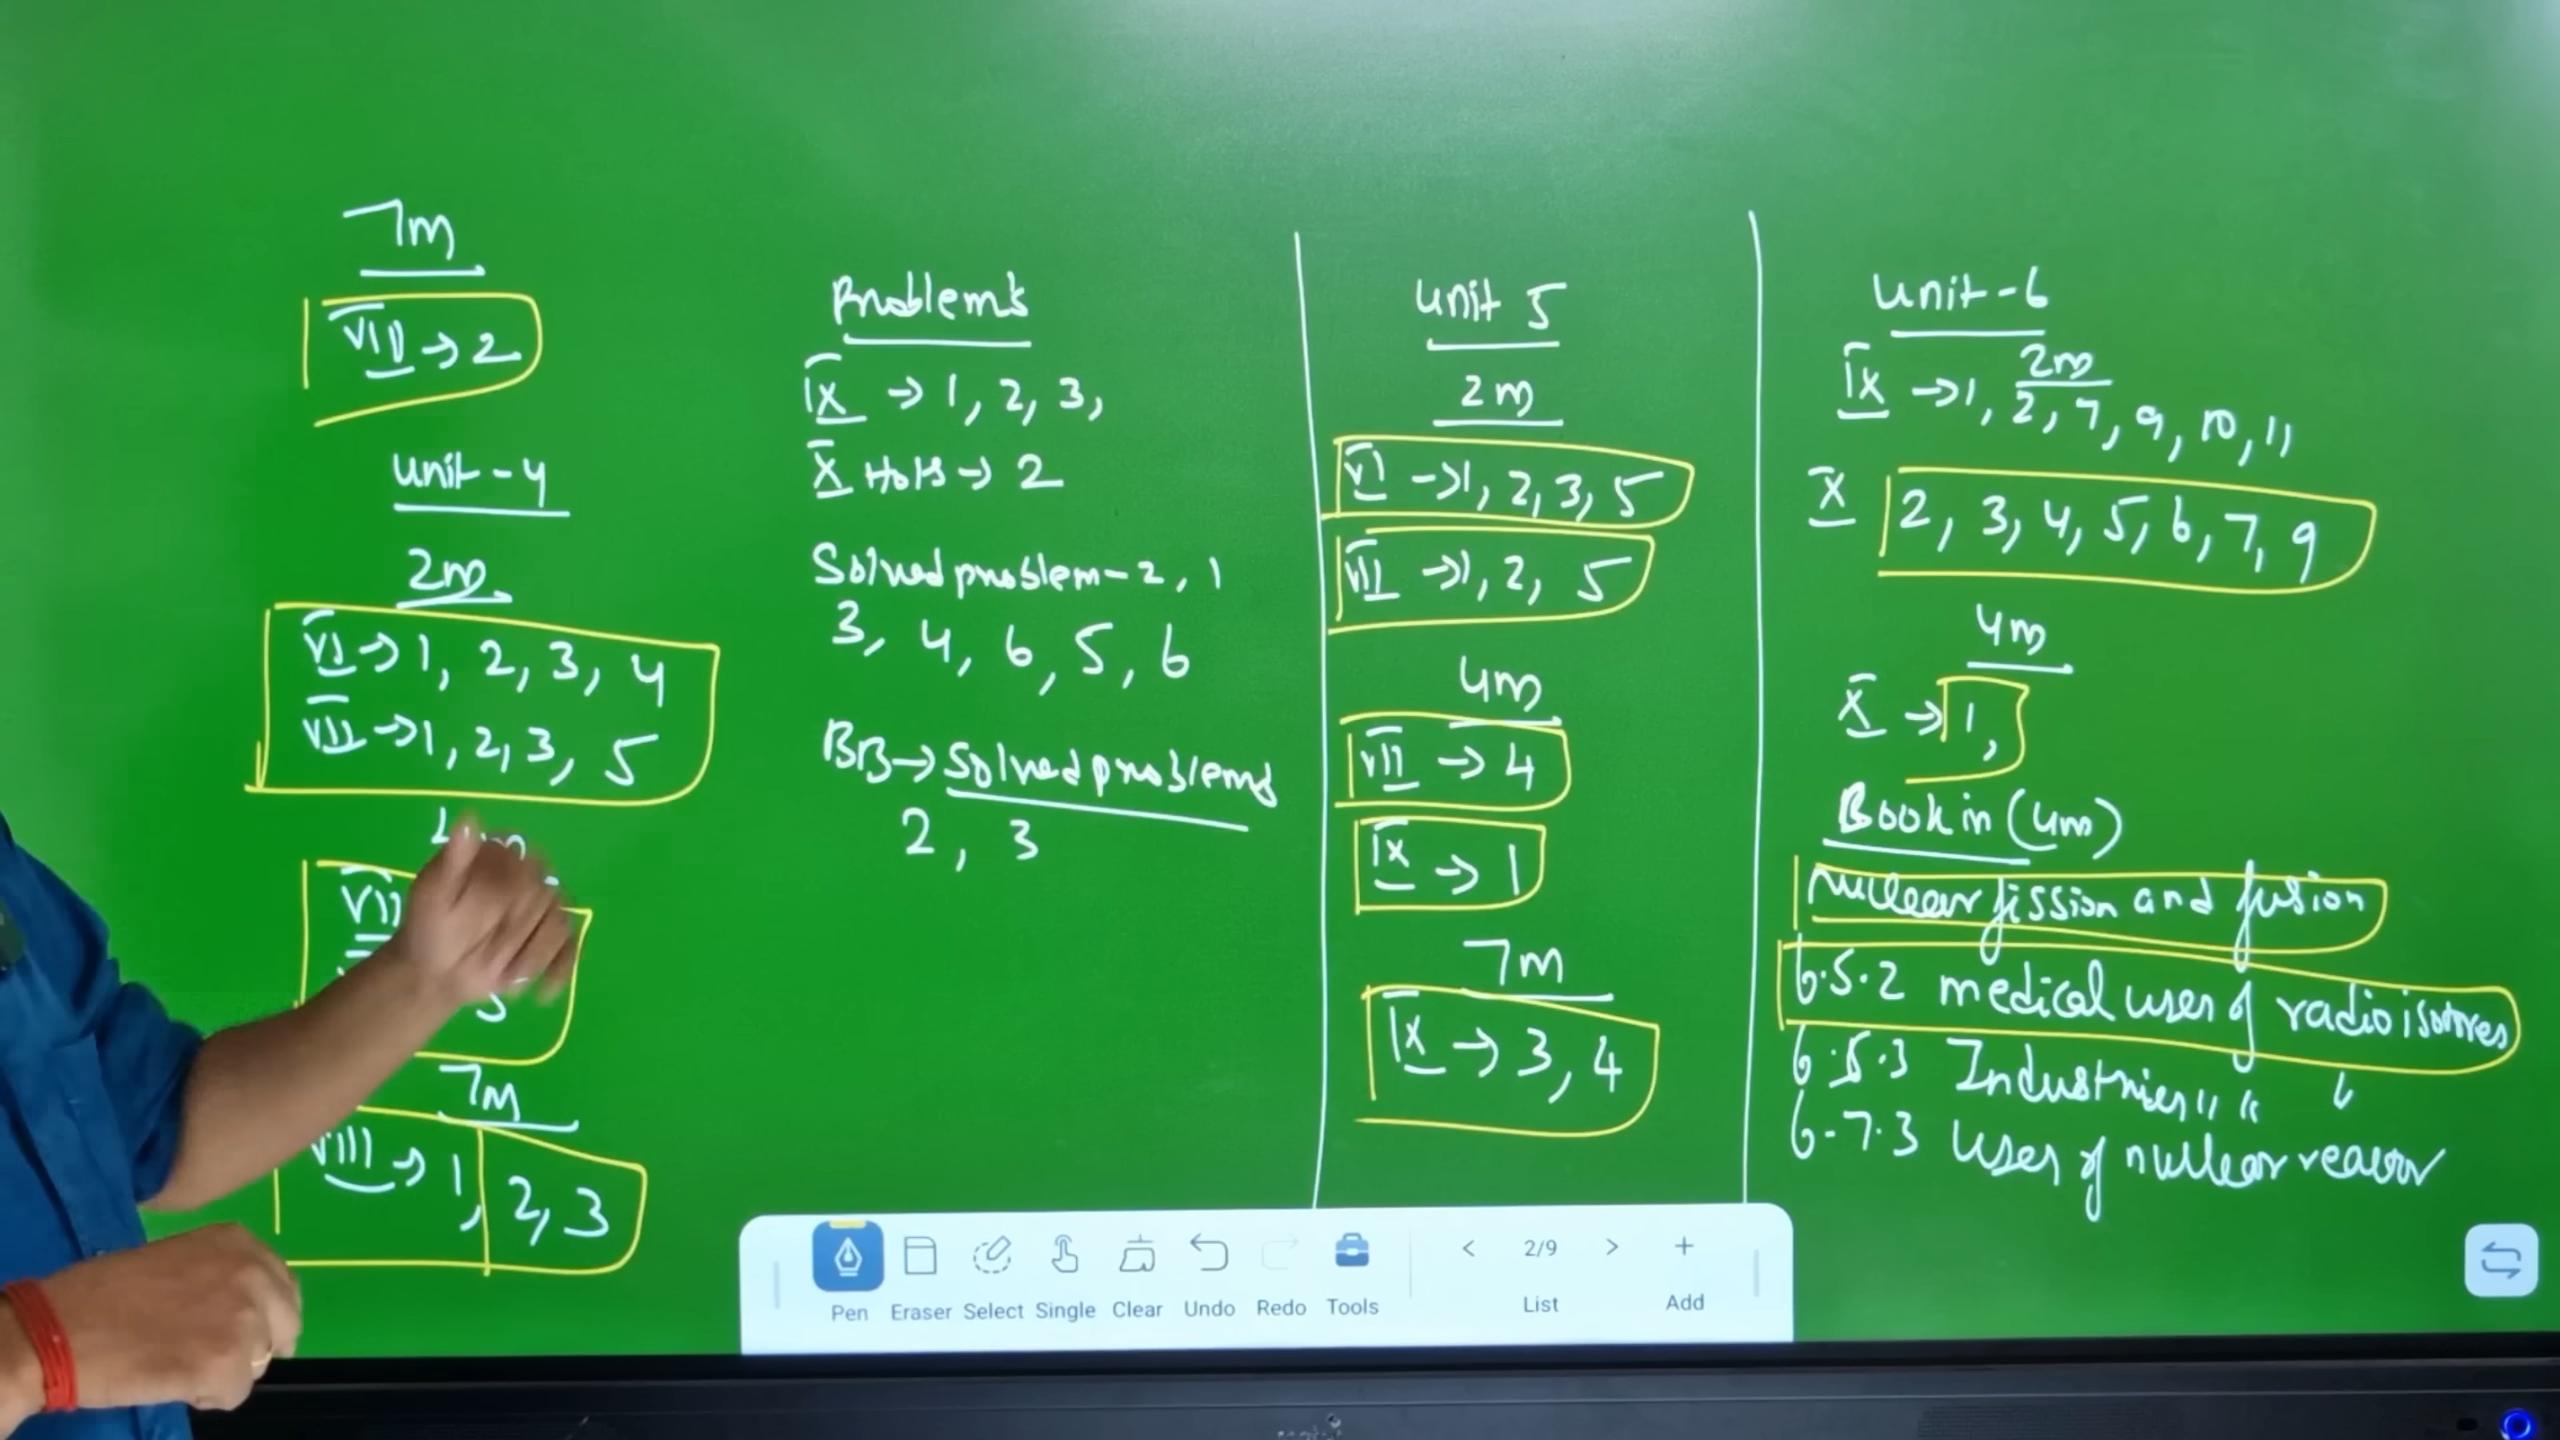 7m
VIII → 2
unit - 4
2m
VI → 1, 2, 3, 4
VII → 1, 2, 3, 5
VII
7m
VIII → 1, 2, 3
Problems
IX → 1, 2, 3,
X Hots → 2
Solved problem - 2, 1
3, 4, 6, 5, 6
BB → Solved problems
2, 3
unit 5
2m
VI → 1, 2, 3, 5
VII → 1, 2, 5
4m
VII → 4
IX → 1
7m
IX → 3, 4
unit - 6
2m
IX → 1, 2, 7, 9, 10, 11
X 2, 3, 4, 5, 6, 7, 9
4m
X → 1,
Book in (4m)
nuclear fission and fusion
6.5.2 medical uses of radio isotopes
6.5.3 Industries " "
6.7.3 uses of nuclear reactor
Pen Eraser Select Single Clear Undo Redo Tools < 2/9 > List + Add